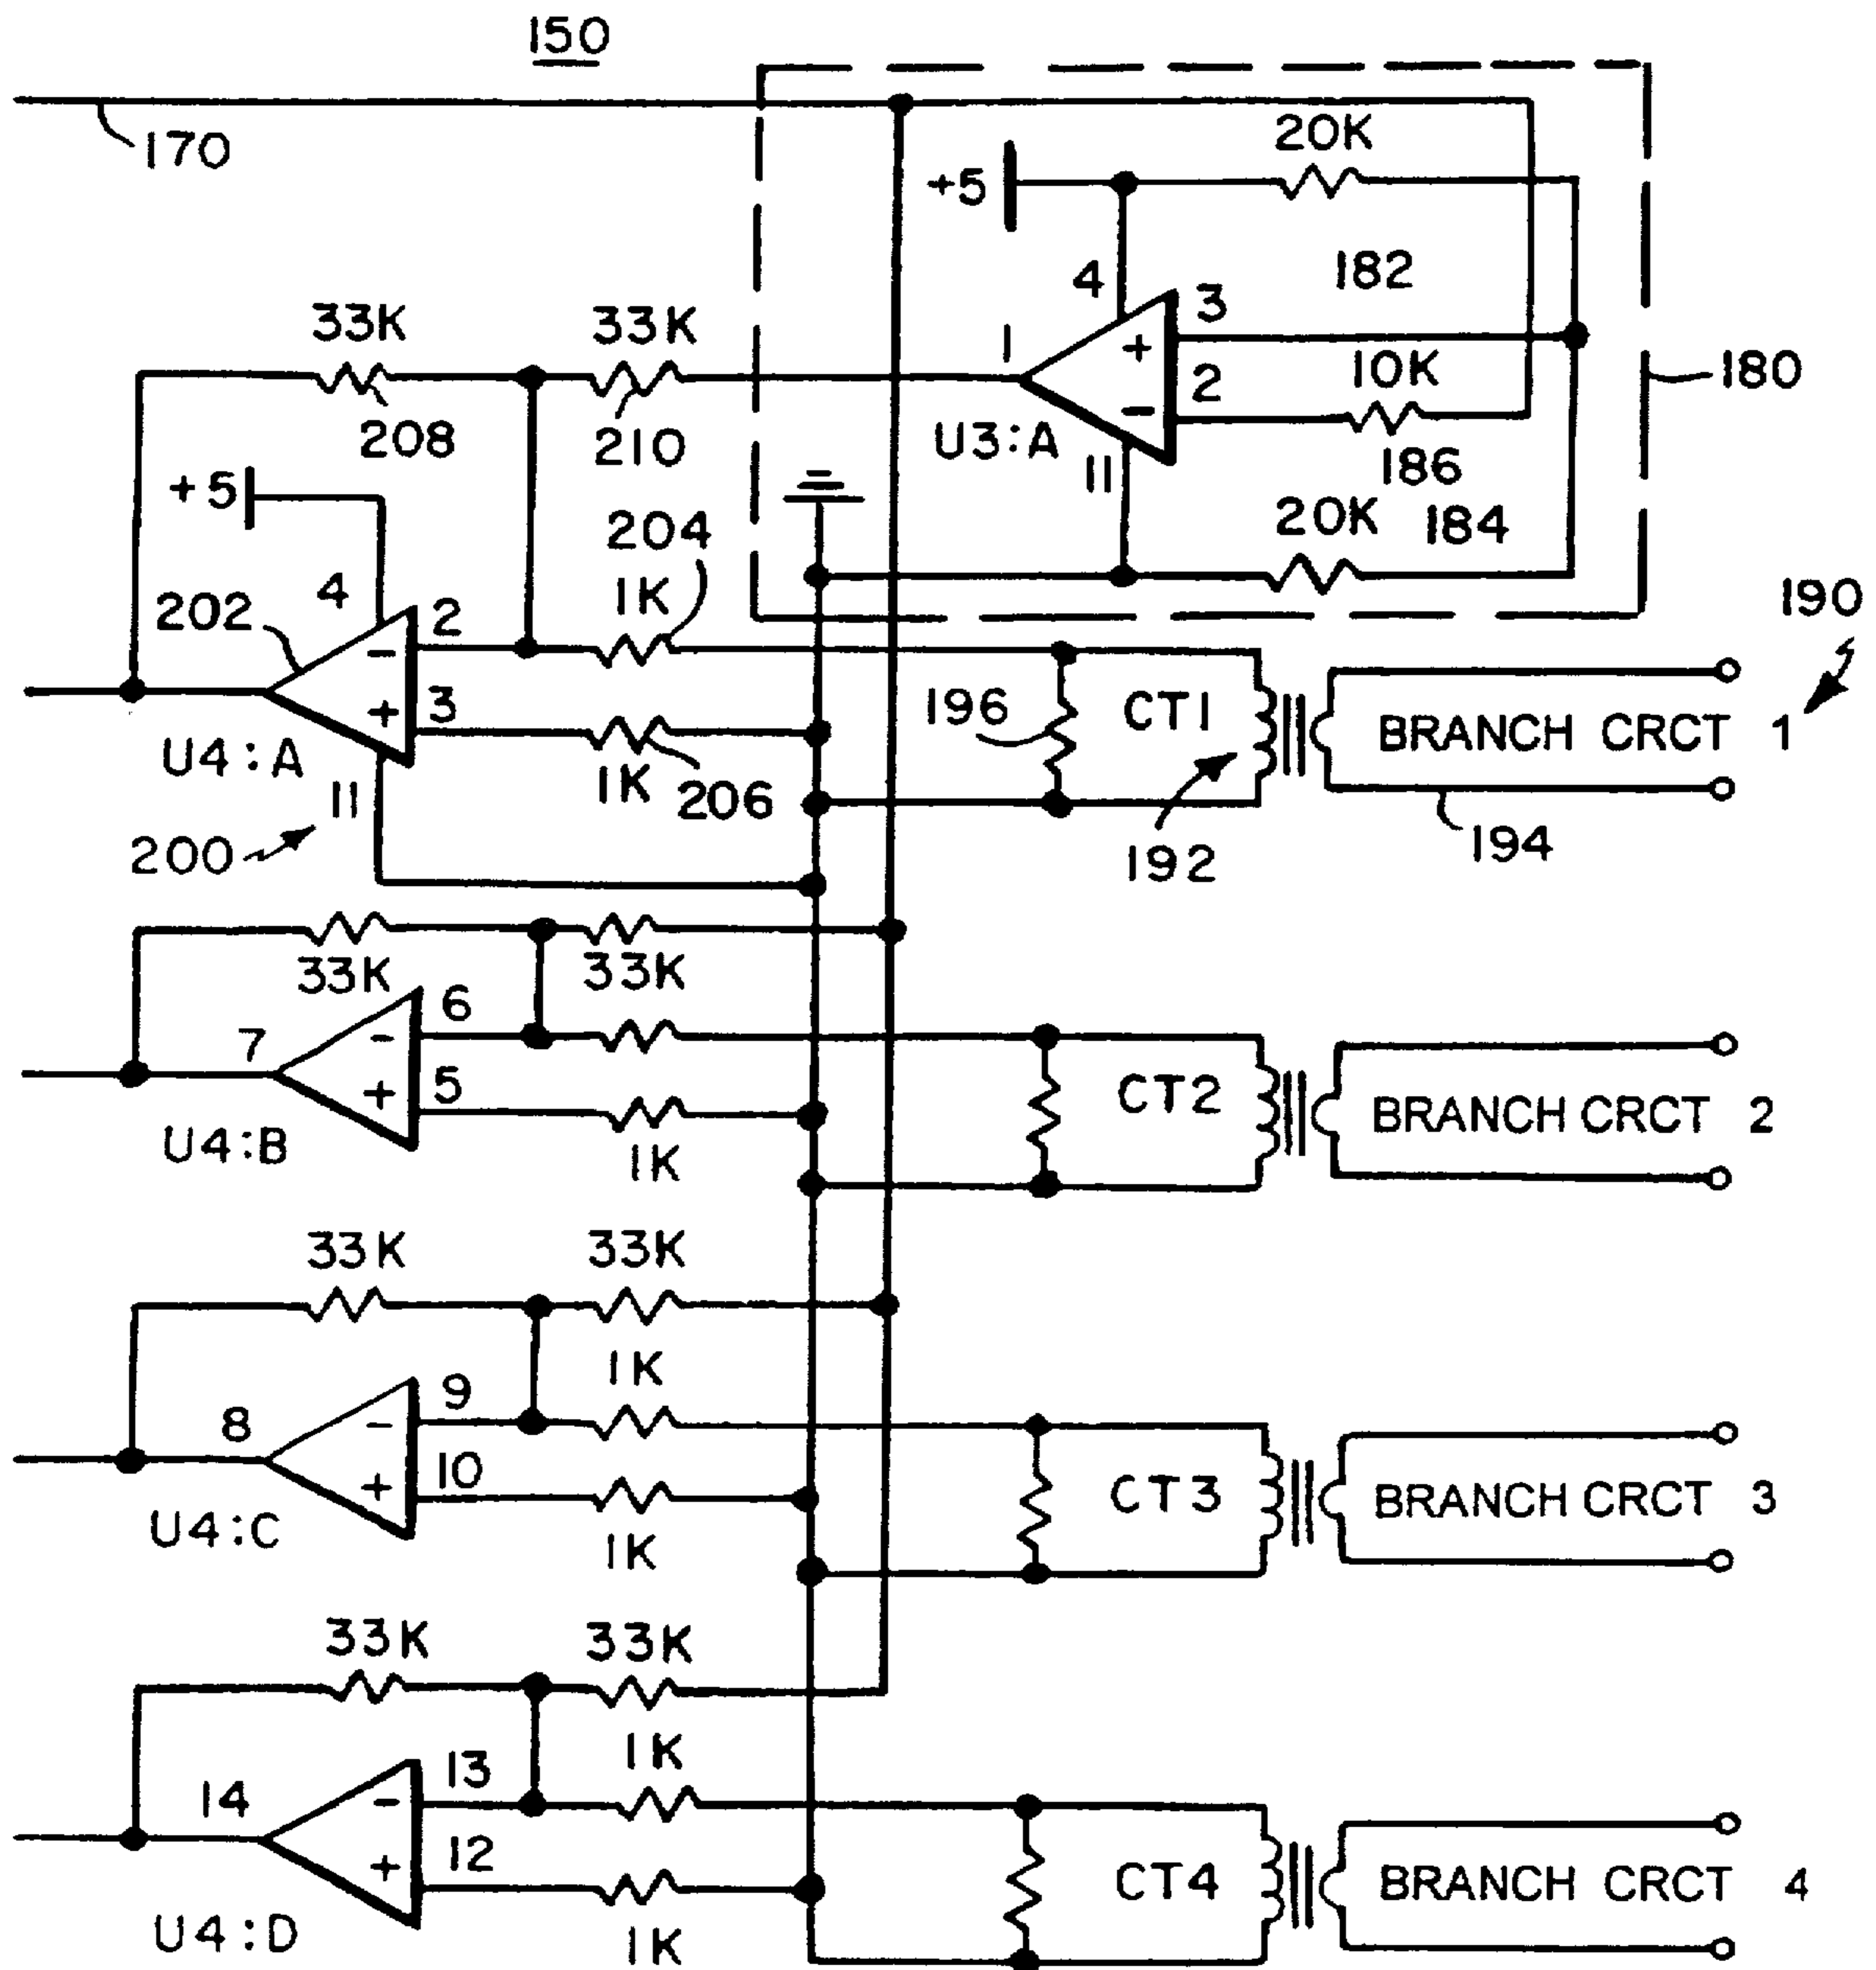 150
170
20K
+5
182
4
3
33K
33K
1
+
10K
180
2
208
210
U3:A
-
186
+5
11
204
20K
184
1K
190
4
202
2
-
196
CT1
BRANCH CRCT 1
3
+
U4:A
1K
206
11
200
192
194
33K
33K
6
7
-
5
CT2
BRANCH CRCT 2
+
U4:B
1K
33K
33K
1K
9
8
-
10
CT3
BRANCH CRCT 3
+
U4:C
1K
33K
33K
1K
13
14
-
12
+
CT4
BRANCH CRCT 4
U4:D
1K